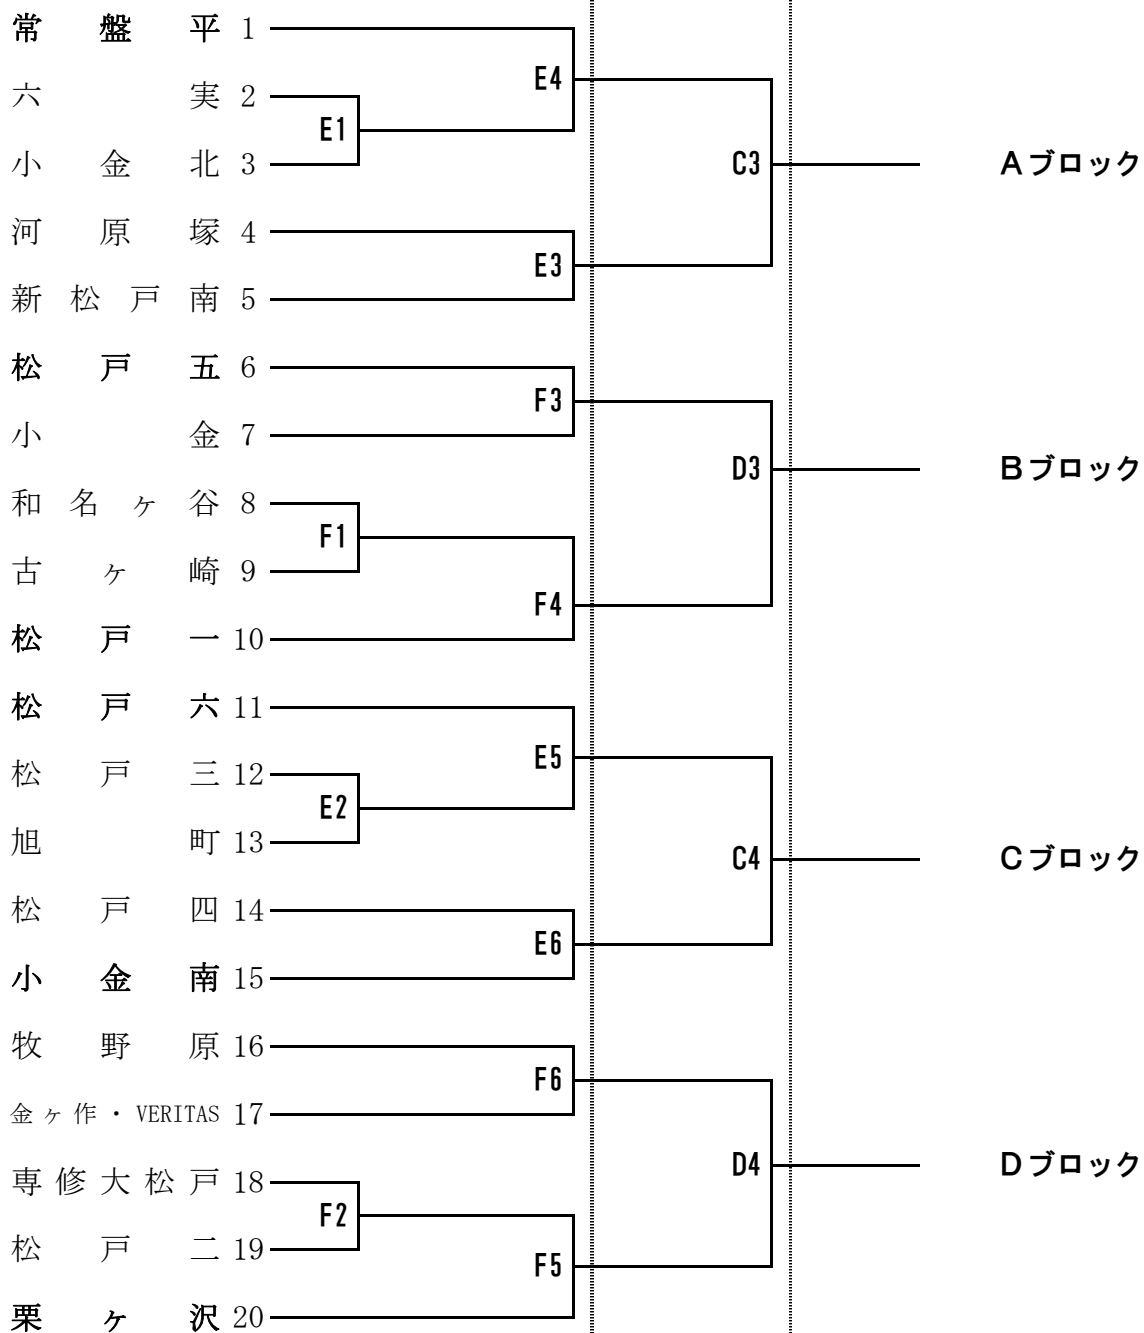 常盤平 1
E4
六実 2
E1
小金北 3
C3
Aブロック
河原塚 4
E3
新松戸南 5
松戸五 6
F3
小金 7
D3
Bブロック
和名ヶ谷 8
F1
古ヶ崎 9
F4
松戸一 10
松戸六 11
E5
松戸三 12
E2
旭町 13
C4
Cブロック
松戸四 14
E6
小金南 15
牧野原 16
F6
金ヶ作・VERITAS 17
D4
Dブロック
専修大松戸 18
F2
松戸二 19
F5
栗ヶ沢 20